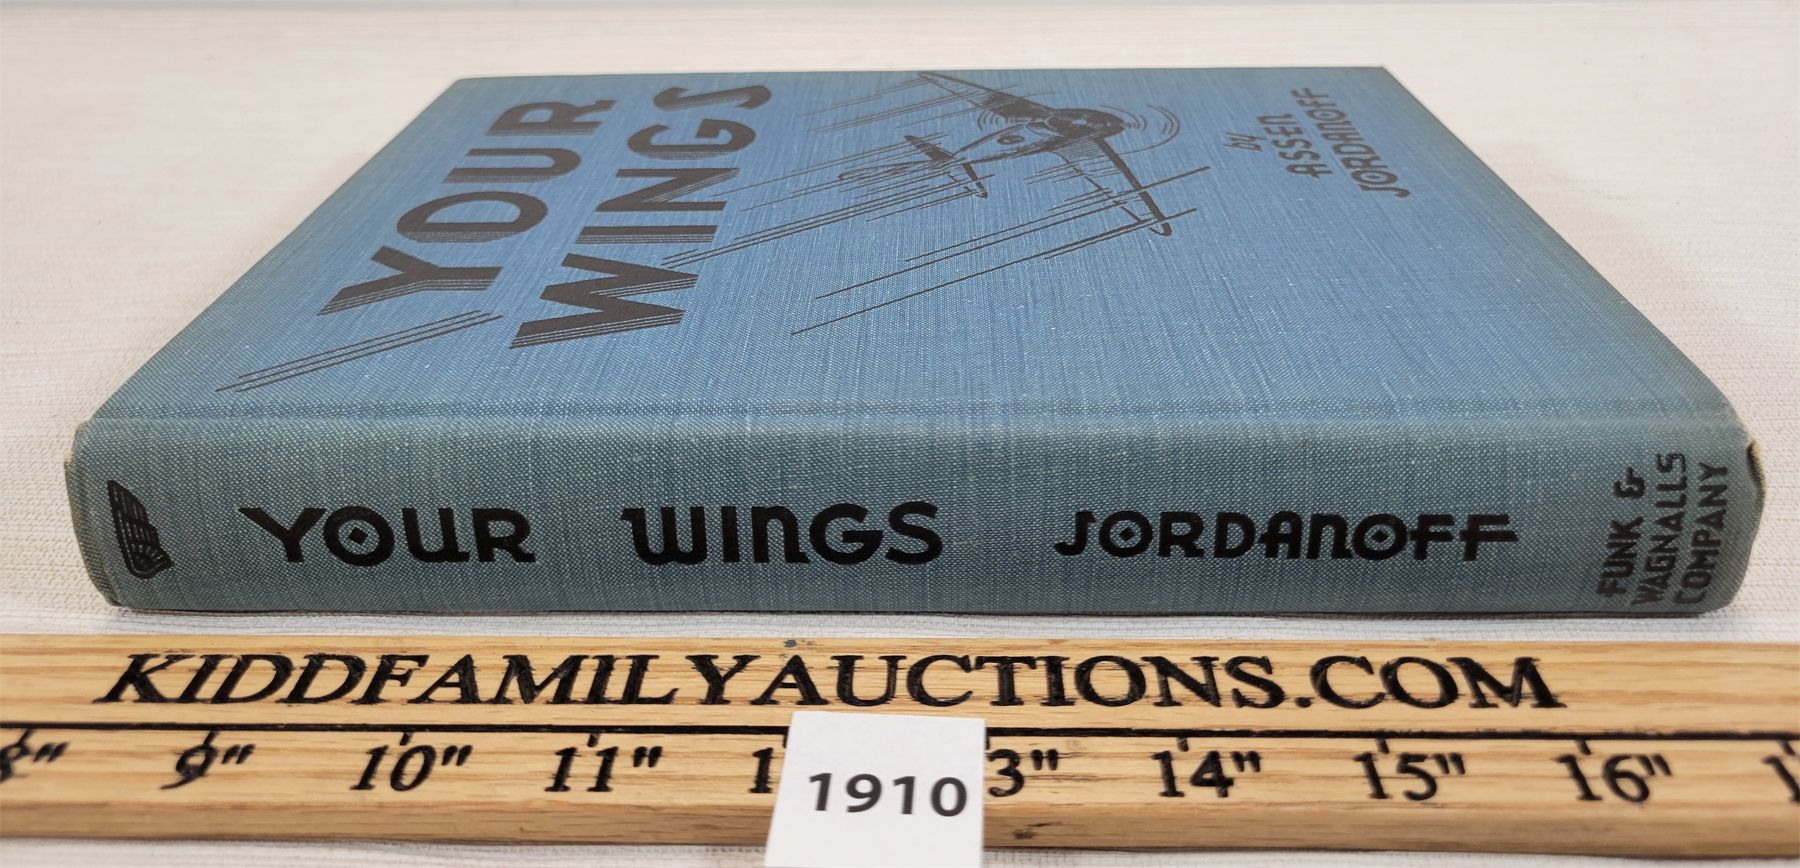 YOUR
WINGS
by
ASSEN
JORDANOFF
YOUR WINGS JORDANOFF
FUNK &
WAGNALLS
COMPANY
KIDDFAMILYAUCTIONS.COM
9" 10" 11" 1 3" 14" 15" 16"
1910